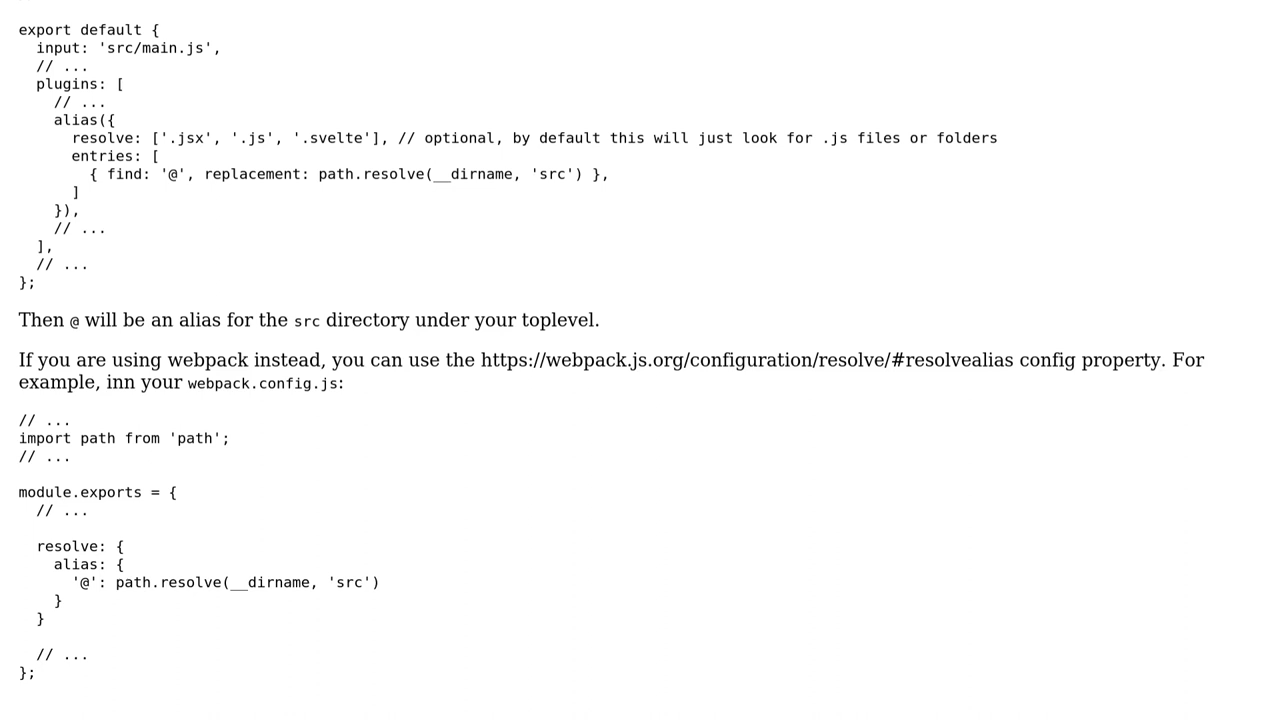 export default {
  input: 'src/main.js',
  // ...
  plugins: [
    // ...
    alias({
      resolve: ['.jsx', '.js', '.svelte'], // optional, by default this will just look for .js files or folders
      entries: [
        { find: '@', replacement: path.resolve(__dirname, 'src') },
      ]
    }),
    // ...
  ],
  // ...
};
Then @ will be an alias for the src directory under your toplevel.
If you are using webpack instead, you can use the https://webpack.js.org/configuration/resolve/#resolvealias config property. For
example, inn your webpack.config.js:
// ...
import path from 'path';
// ...
module.exports = {
  // ...
  resolve: {
    alias: {
      '@': path.resolve(__dirname, 'src')
    }
  }
  // ...
};